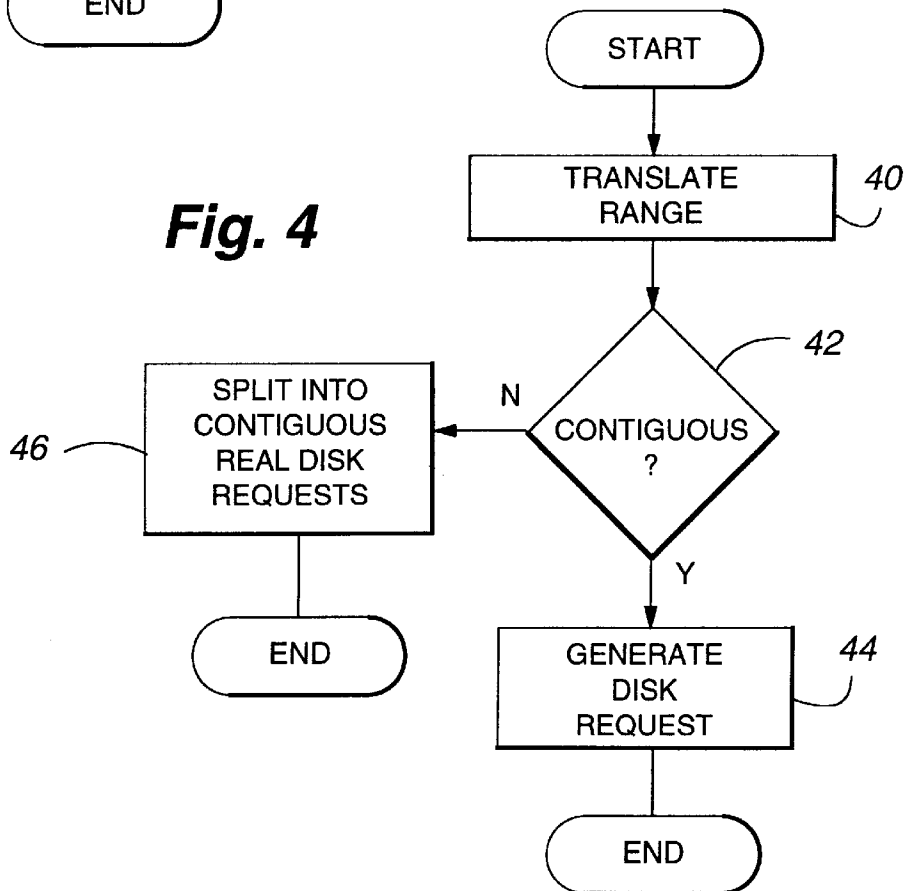 END
START
TRANSLATE
RANGE
40
Fig. 4
42
CONTIGUOUS
?
N
SPLIT INTO
CONTIGUOUS
REAL DISK
REQUESTS
46
END
Y
GENERATE
DISK
REQUEST
44
END